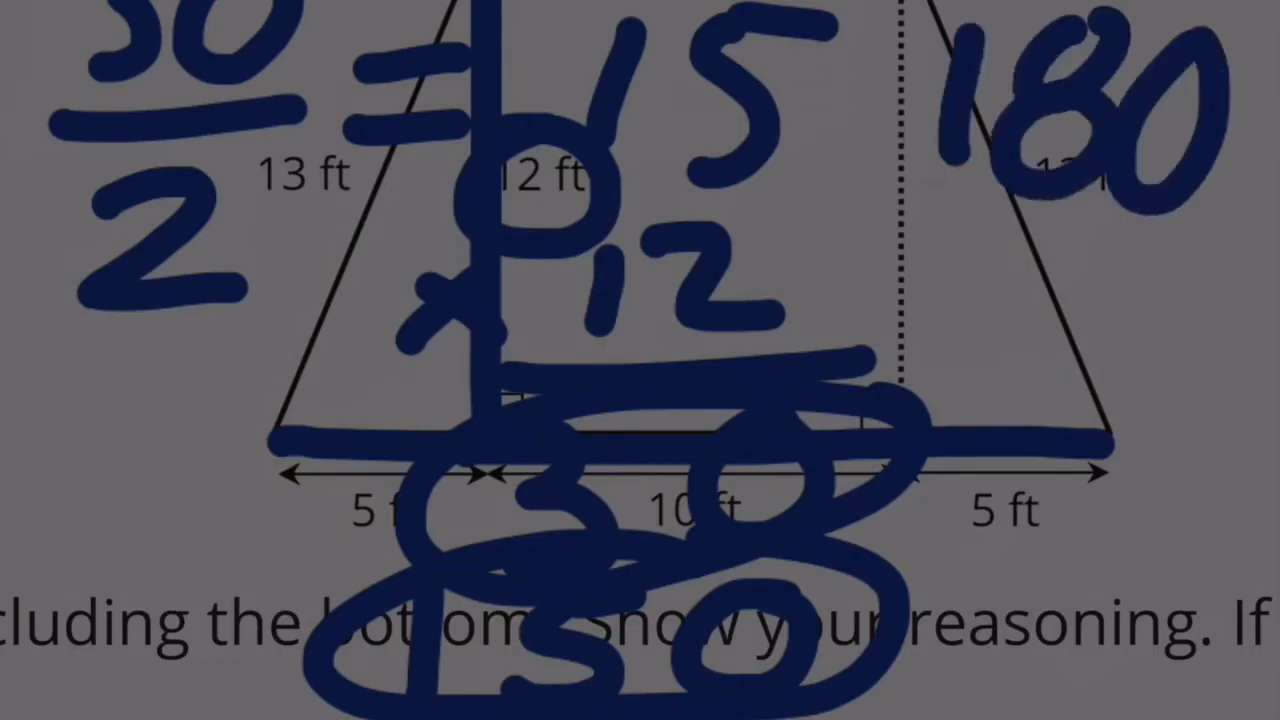 30
2
= 15
180
13 ft
12 ft
× 12
30
5 ft
10 ft
5 ft
150
cluding the bottom. Show your reasoning. If